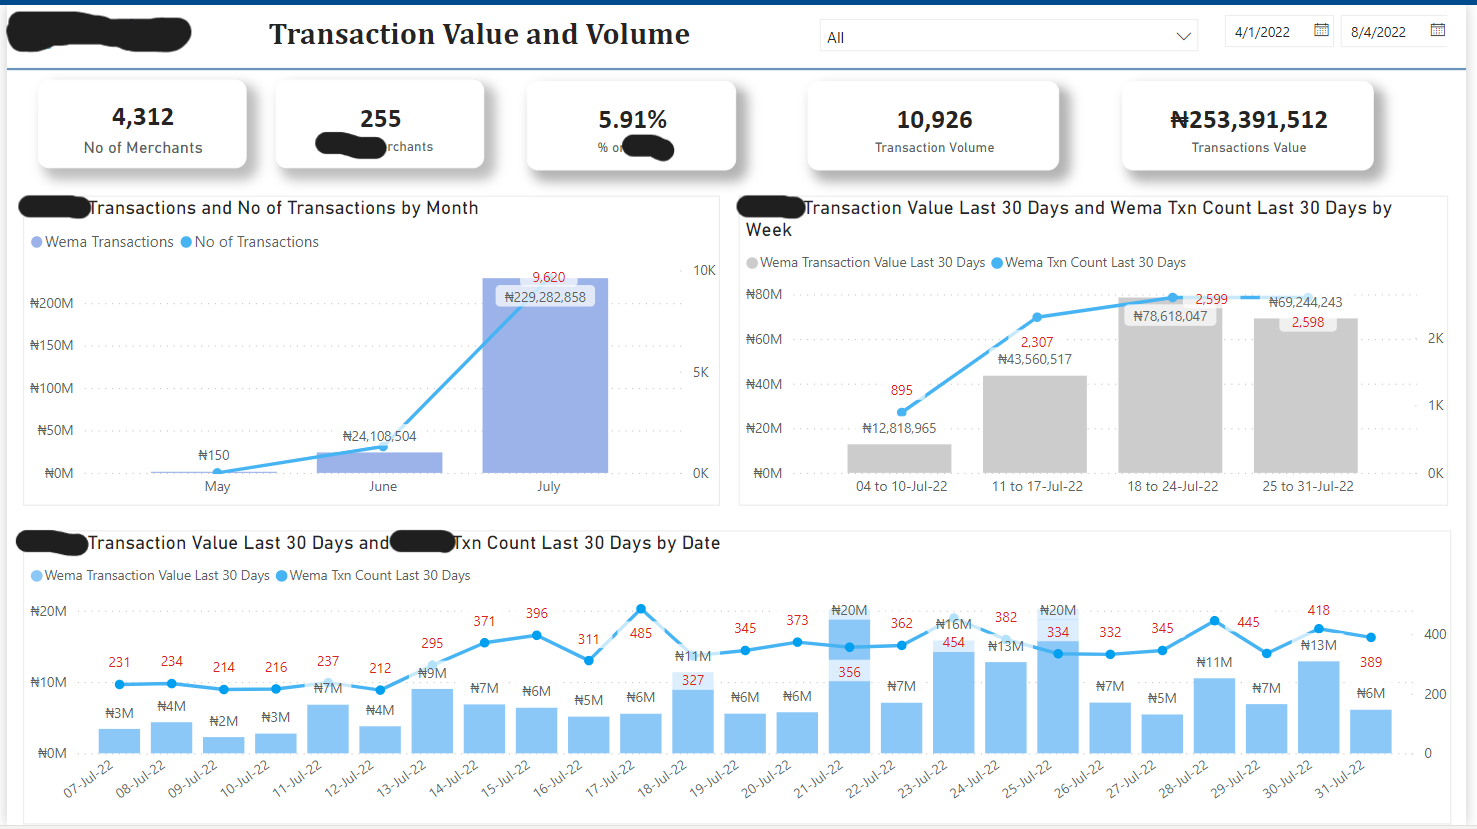 Transaction Value and Volume
All
4/1/2022
8/4/2022
4,312
No of Merchants
255
rchants
5.91%
% o
10,926
Transaction Volume
₦253,391,512
Transactions Value
Transactions and No of Transactions by Month
Wema Transactions No of Transactions
10K
5K
0K
₦200M
₦150M
₦100M
₦50M
₦0M
9,620
₦229,282,858
₦24,108,504
₦150
May June July
Transaction Value Last 30 Days and Wema Txn Count Last 30 Days by
Week
Wema Transaction Value Last 30 Days Wema Txn Count Last 30 Days
₦80M
₦60M
₦40M
₦20M
₦0M
2K
1K
0K
895
₦12,818,965
2,307
₦43,560,517
2,599
₦78,618,047
₦69,244,243
2,598
04 to 10-Jul-22 11 to 17-Jul-22 18 to 24-Jul-22 25 to 31-Jul-22
Transaction Value Last 30 Days and Txn Count Last 30 Days by Date
Wema Transaction Value Last 30 Days Wema Txn Count Last 30 Days
₦20M
₦10M
₦0M
400
200
0
231 234 214 216 237 212 295 371 396 311 485 327 345 373 356 362 454 382 334 332 345 445 418 389
₦3M ₦4M ₦2M ₦3M ₦7M ₦4M ₦9M ₦7M ₦6M ₦5M ₦6M ₦11M ₦6M ₦6M ₦20M ₦7M ₦16M ₦13M ₦20M ₦7M ₦5M ₦11M ₦7M ₦13M ₦6M
07-Jul-22 08-Jul-22 09-Jul-22 10-Jul-22 11-Jul-22 12-Jul-22 13-Jul-22 14-Jul-22 15-Jul-22 16-Jul-22 17-Jul-22 18-Jul-22 19-Jul-22 20-Jul-22 21-Jul-22 22-Jul-22 23-Jul-22 24-Jul-22 25-Jul-22 26-Jul-22 27-Jul-22 28-Jul-22 29-Jul-22 30-Jul-22 31-Jul-22